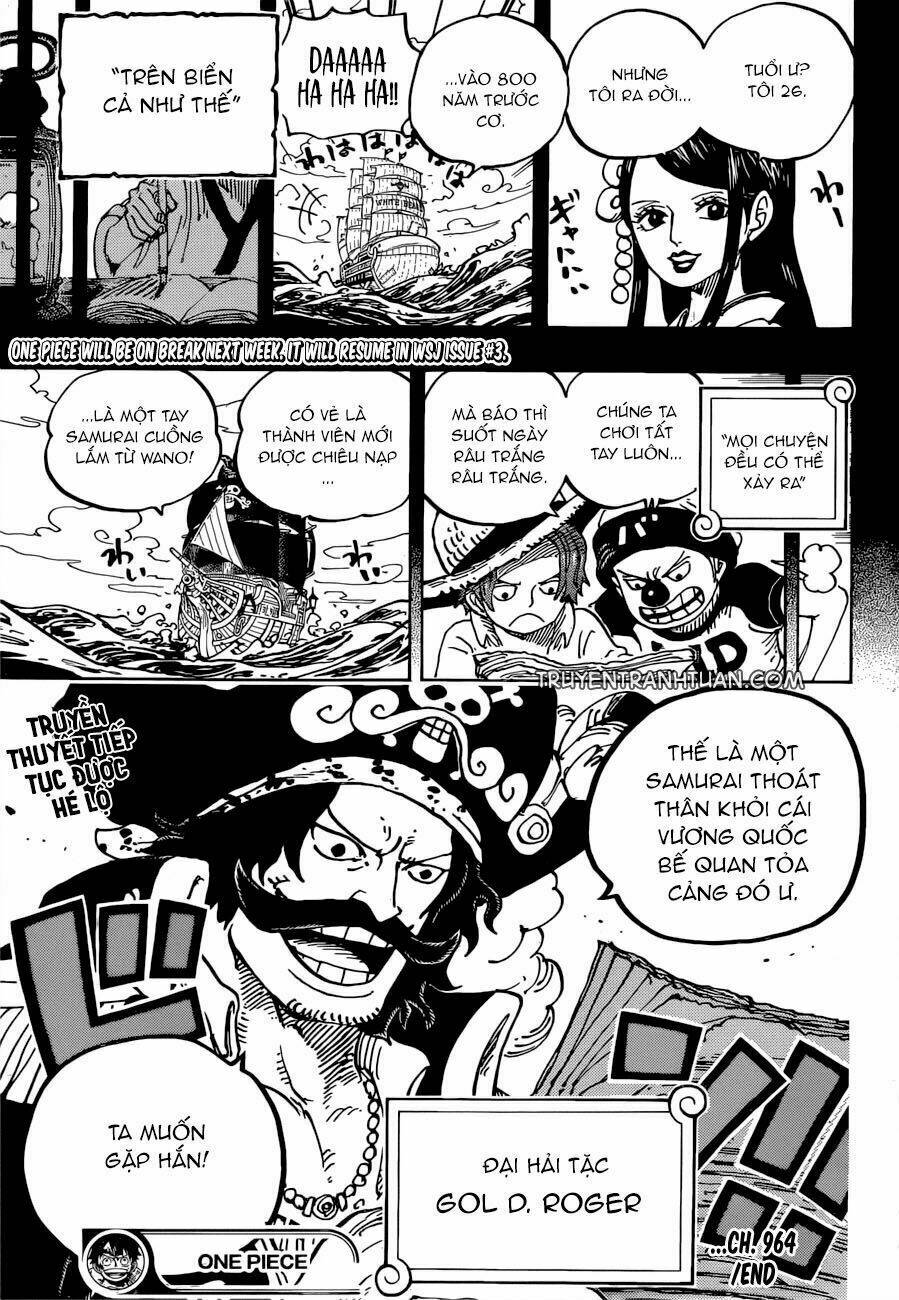 TUỔI Ư?
TÔI 26.
NHƯNG
TÔI RA ĐỜI...
...VÀO 800
NĂM TRƯỚC
CƠ.
DAAAAA
HA HA HA!!
"TRÊN BIỂN
CẢ NHƯ THẾ"
ONE PIECE WILL BE ON BREAK NEXT WEEK. IT WILL RESUME IN WSJ ISSUE #3.
"MỌI CHUYỆN
ĐỀU CÓ THỂ
XẢY RA"
CHÚNG TA
CHƠI TẤT
TAY LUÔN...
MÀ BÁO THÌ
SUỐT NGÀY
RÂU TRẮNG
RÂU TRẮNG.
CÓ VẺ LÀ
THÀNH VIÊN MỚI
ĐƯỢC CHIÊU NẠP
...
...LÀ MỘT TAY
SAMURAI CUỒNG
LẮM TỪ WANO!
TRUYENTRANHTUAN.COM
TRUYỀN
THUYẾT TIẾP
TỤC ĐƯỢC
HÉ LỘ
THẾ LÀ MỘT
SAMURAI THOÁT
THÂN KHỎI CÁI
VƯƠNG QUỐC
BẾ QUAN TỎA
CẢNG ĐÓ Ư.
TA MUỐN
GẶP HẮN!
ĐẠI HẢI TẶC
GOL D. ROGER
ONE PIECE
...CH. 964
/END